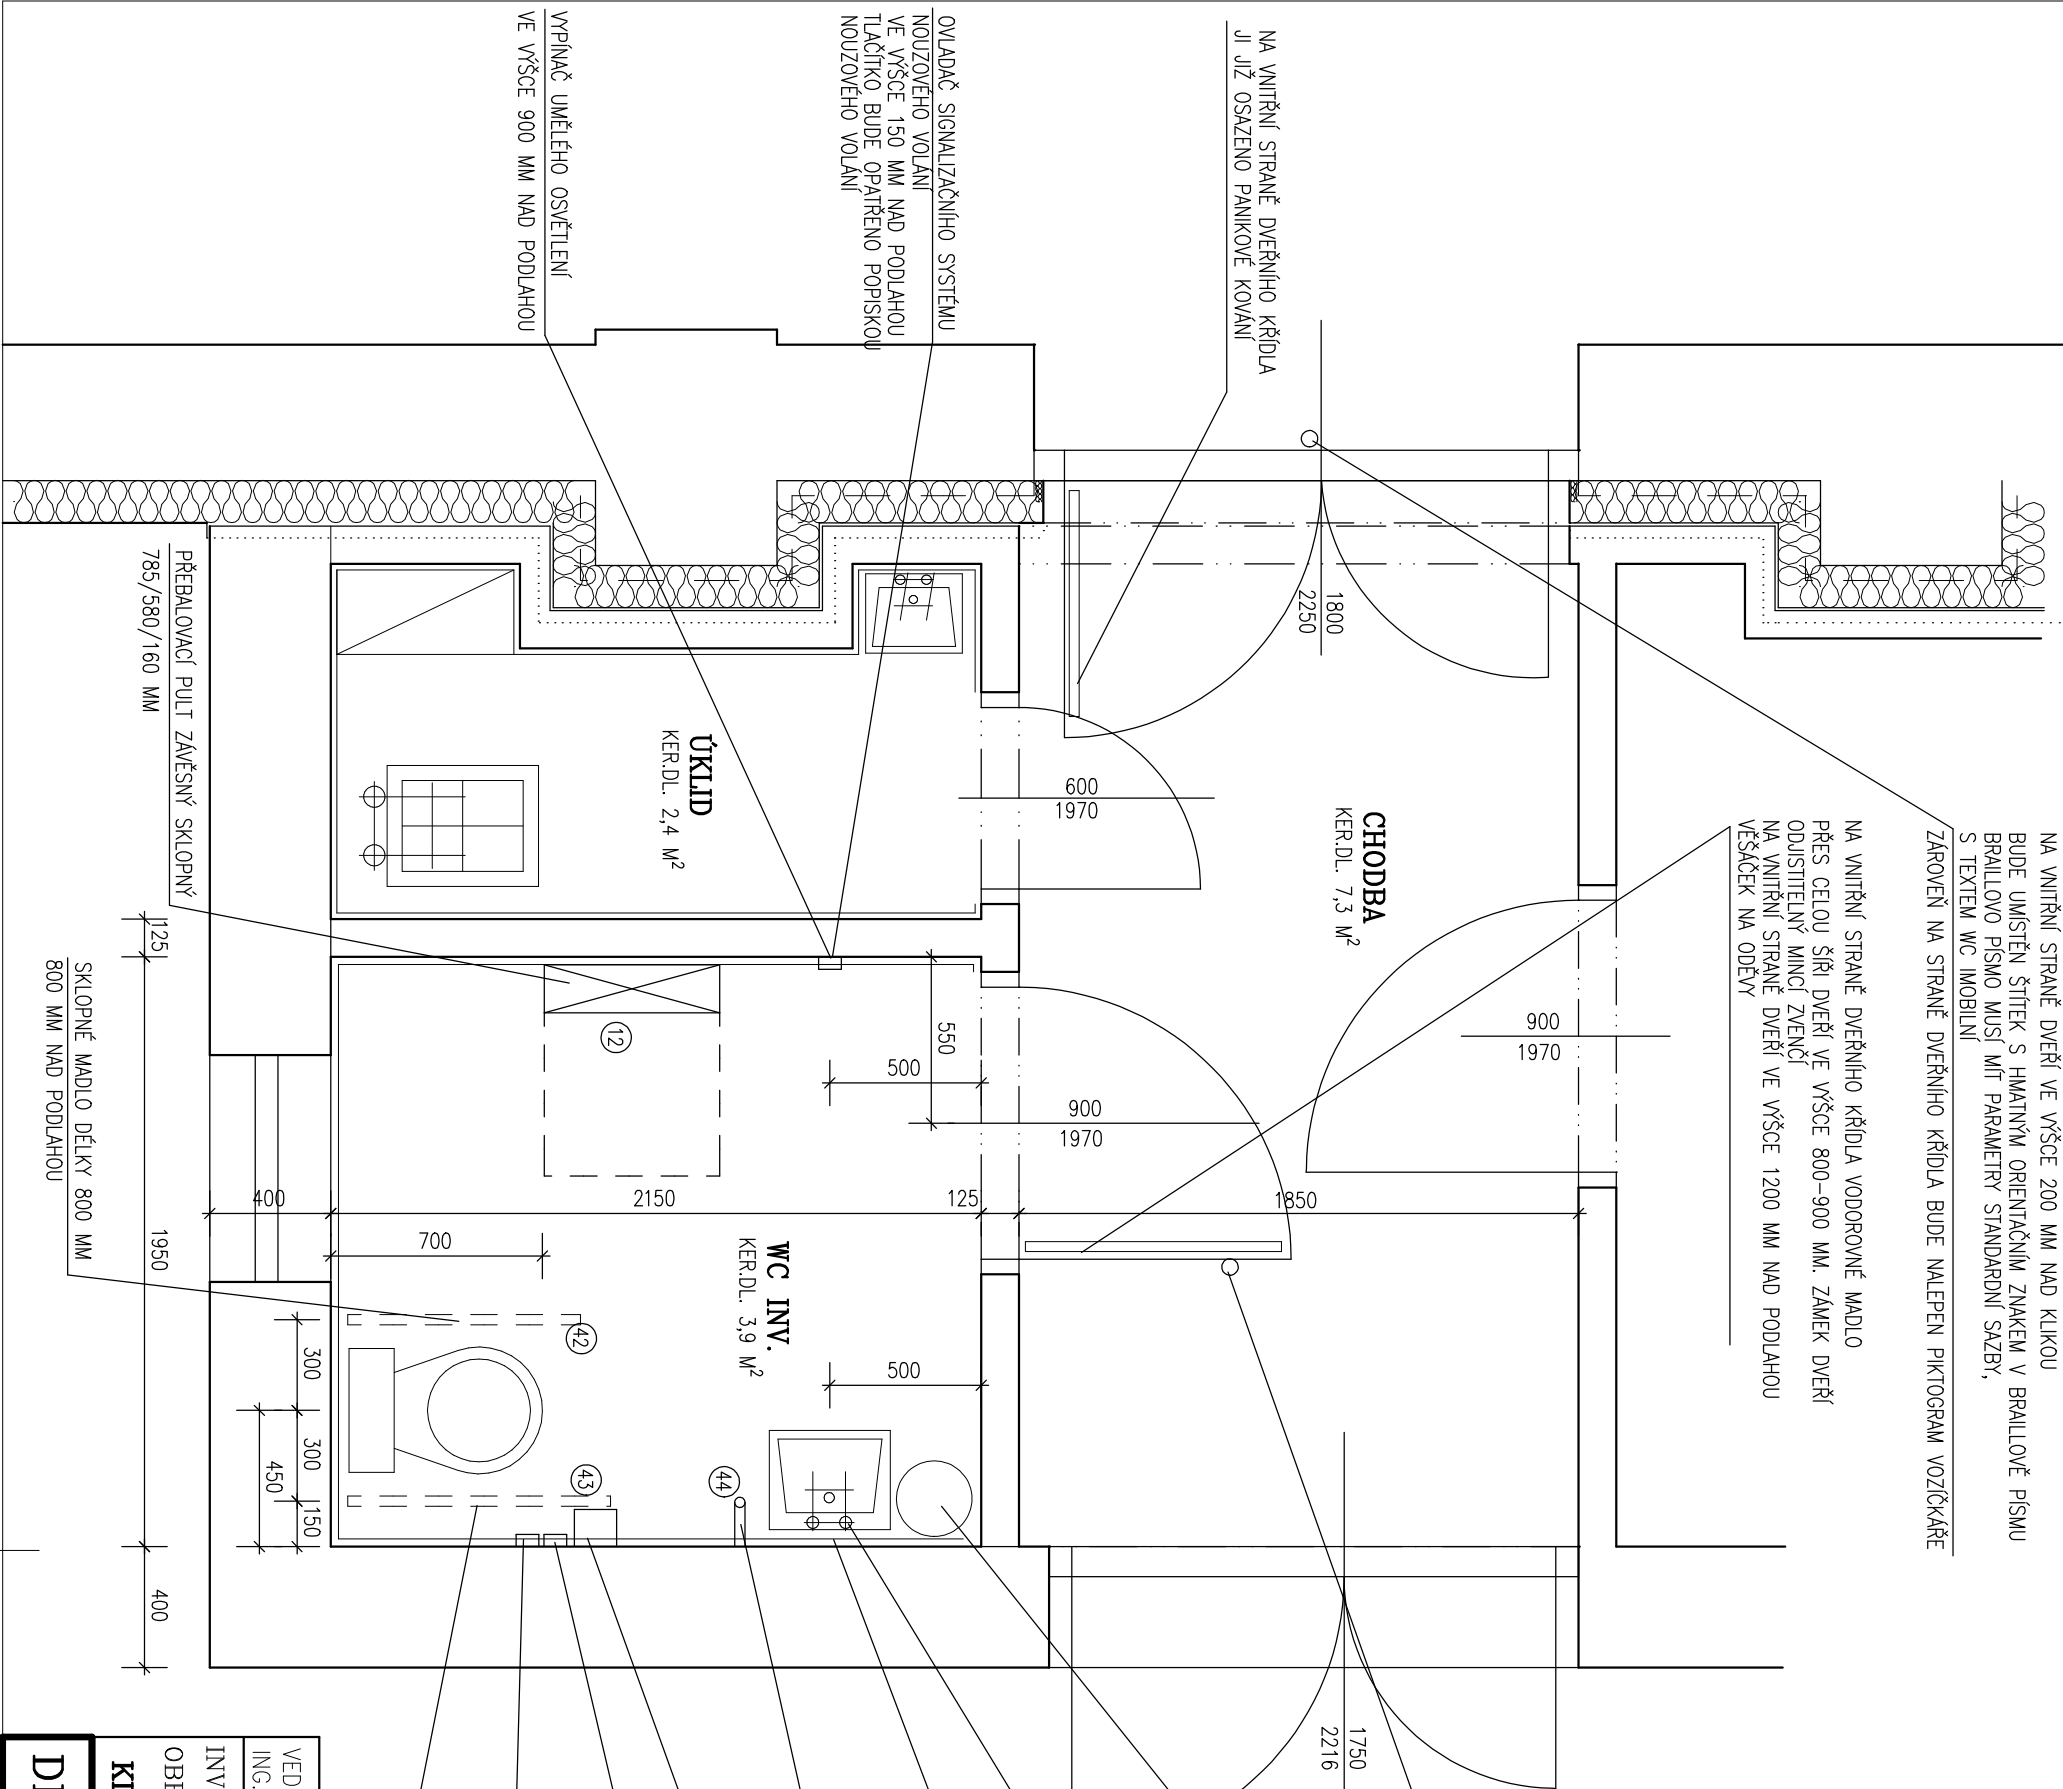 NA VNITŘNÍ STRANĚ DVEŘÍ VE VÝŠCE 200 MM NAD KLIKOU
BUDE UMÍSTĚN ŠTÍTEK S HMATNÝM ORIENTAČNÍM ZNAKEM V BRAILLOVĚ PÍSMU
BRAILLOVO PÍSMO MUSÍ MÍT PARAMETRY STANDARDNÍ SAZBY,
S TEXTEM WC IMOBILNÍ
ZÁROVEŇ NA STRANĚ DVEŘNÍHO KŘÍDLA BUDE NALEPEN PIKTOGRAM VOZÍČKÁŘE
NA VNITŘNÍ STRANĚ DVEŘNÍHO KŘÍDLA VODOROVNÉ MADLO
PŘES CELOU ŠÍŘI DVEŘÍ VE VÝŠCE 800-900 MM. ZÁMEK DVEŘÍ
ODJISTITELNÝ MINCÍ ZVENČÍ
NA VNITŘNÍ STRANĚ DVEŘÍ VE VÝŠCE 1200 MM NAD PODLAHOU
VĚŠÁČEK NA ODĚVY
NA VNITŘNÍ STRANĚ DVEŘNÍHO KŘÍDLA
JI JIŽ OSAZENO PANIKOVÉ KOVÁNÍ
OVLADAČ SIGNALIZAČNÍHO SYSTÉMU
NOUZOVÉHO VOLÁNÍ
VE VÝŠCE 150 MM NAD PODLAHOU
TLAČÍTKO BUDE OPATŘENO POPISKOU
NOUZOVÉHO VOLÁNÍ
VYPÍNAČ UMĚLÉHO OSVĚTLENÍ
VE VÝŠCE 900 MM NAD PODLAHOU
1800
2250
CHODBA
KER.DL. 7,3 M²
900
1970
600
1970
ÚKLID
KER.DL. 2,4 M²
PŘEBALOVACÍ PULT ZÁVĚSNÝ SKLOPNÝ
785/580/160 MM
SKLOPNÉ MADLO DÉLKY 800 MM
800 MM NAD PODLAHOU
12
550
500
900
1970
400
2150
125
1850
700
WC INV.
KER.DL. 3,9 M²
500
42
43
44
125
1950
400
300
300
150
450
1750
2216
VED
ING.
INV
OBE
KI